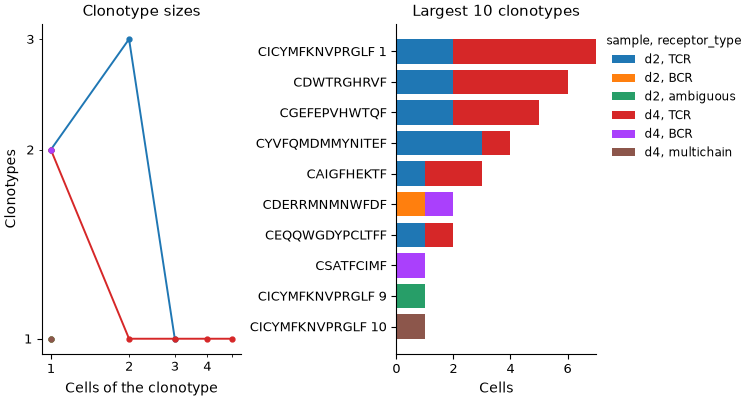 Clonotype sizes
Clonotypes
3
2
1
1
2
3
4
Cells of the clonotype
Largest 10 clonotypes
CICYMFKNVPRGLF 1
CDWTRGHRVF
CGEFEPVHWTQF
CYVFQMDMMYNITEF
CAIGFHEKTF
CDERRMNMNWFDF
CEQQWGDYPCLTFF
CSATFCIMF
CICYMFKNVPRGLF 9
CICYMFKNVPRGLF 10
0
2
4
6
Cells
sample, receptor_type
d2, TCR
d2, BCR
d2, ambiguous
d4, TCR
d4, BCR
d4, multichain